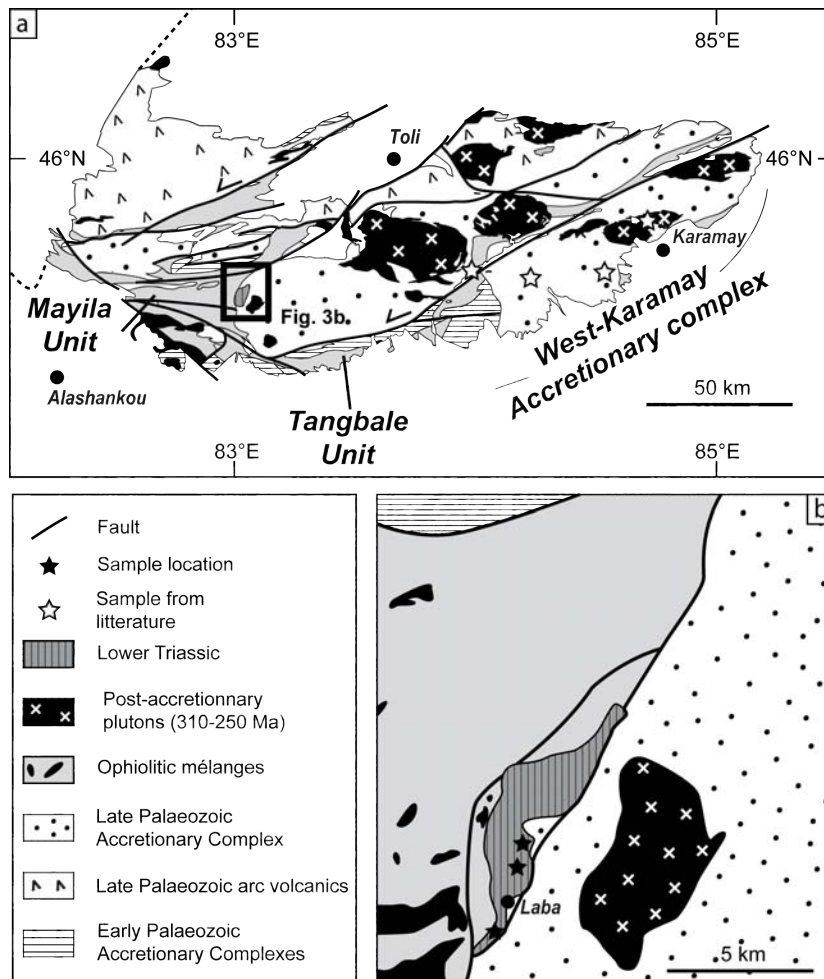 a
83°E
85°E
46°N
Toli
46°N
Karamay
Fig. 3b.
Mayila
Unit
Alashankou
Tangbale
Unit
West-Karamay
Accretionary complex
50 km
83°E
85°E
Fault
Sample location
Sample from
litterature
Lower Triassic
Post-accretionnary
plutons (310-250 Ma)
Ophiolitic mélanges
Late Palaeozoic
Accretionary Complex
Late Palaeozoic arc volcanics
Early Palaeozoic
Accretionary Complexes
b
Laba
5 km